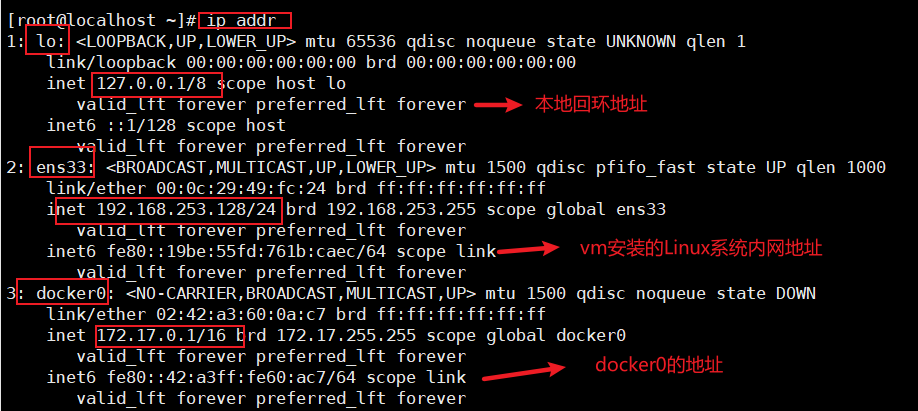 [root@localhost ~]# ip addr
1: lo: <LOOPBACK,UP,LOWER_UP> mtu 65536 qdisc noqueue state UNKNOWN qlen 1
link/loopback 00:00:00:00:00:00 brd 00:00:00:00:00:00
inet 127.0.0.1/8 scope host lo
valid_lft forever preferred_lft forever 本地回环地址
inet6 ::1/128 scope host
valid_lft forever preferred_lft forever
2: ens33: <BROADCAST,MULTICAST,UP,LOWER_UP> mtu 1500 qdisc pfifo_fast state UP qlen 1000
link/ether 00:0c:29:49:fc:24 brd ff:ff:ff:ff:ff:ff
inet 192.168.253.128/24 brd 192.168.253.255 scope global ens33
valid_lft forever preferred_lft forever
inet6 fe80::19be:55fd:761b:caec/64 scope link vm安装的Linux系统内网地址
valid_lft forever preferred_lft forever
3: docker0: <NO-CARRIER,BROADCAST,MULTICAST,UP> mtu 1500 qdisc noqueue state DOWN
link/ether 02:42:a3:60:0a:c7 brd ff:ff:ff:ff:ff:ff
inet 172.17.0.1/16 brd 172.17.255.255 scope global docker0
valid_lft forever preferred_lft forever docker0的地址
inet6 fe80::42:a3ff:fe60:ac7/64 scope link
valid_lft forever preferred_lft forever